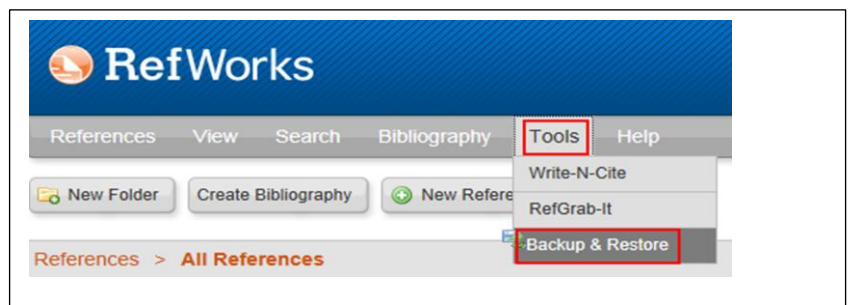 RefWorks
References View Search Bibliography Tools Help
Write-N-Cite
New Folder Create Bibliography New Refere
RefGrab-It
Backup & Restore
References > All References